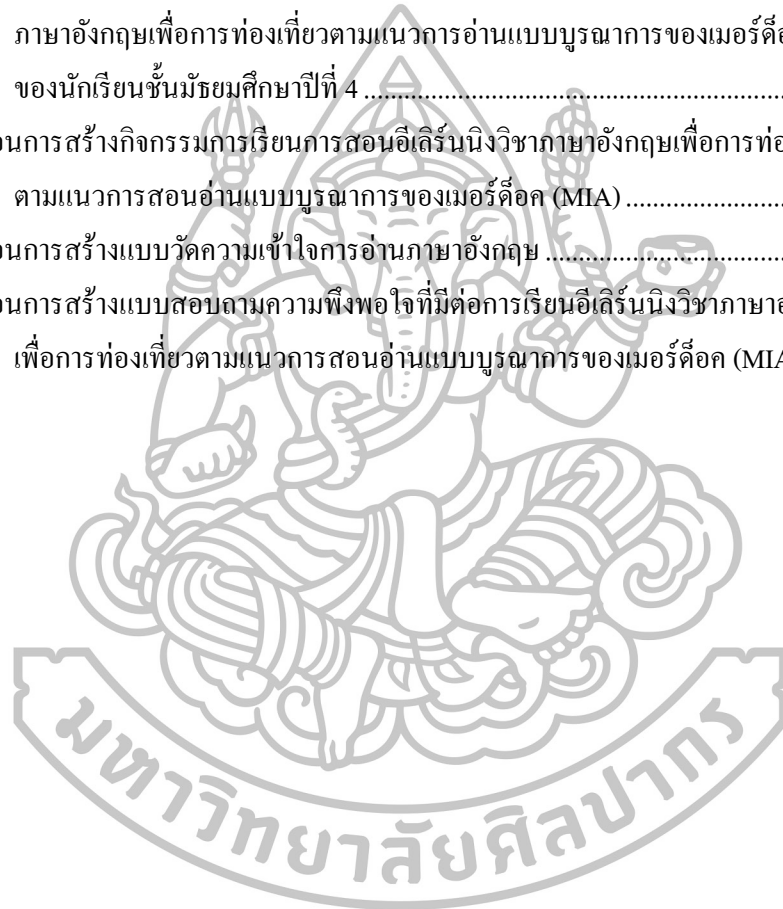 ภาษาอังกฤษเพื่อการท่องเที่ยวตามแนวการอ่านแบบบูรณาการของเมอร์ด็อ
ของนักเรียนชั้นมัธยมศึกษาปีที่ 4 ................................................................................
อนการสร้างกิจกรรมการเรียนการสอนอีเลิร์นนิงวิชาภาษาอังกฤษเพื่อการท่อง
ตามแนวการสอนอ่านแบบบูรณาการของเมอร์ด็อค (MIA) ..............................
อนการสร้างแบบวัดความเข้าใจการอ่านภาษาอังกฤษ .............................................
อนการสร้างแบบสอบถามความพึงพอใจที่มีต่อการเรียนอีเลิร์นนิงวิชาภาษาอ
เพื่อการท่องเที่ยวตามแนวการสอนอ่านแบบบูรณาการของเมอร์ด็อค (MIA
มหาวิทยาลัยศิลปากร